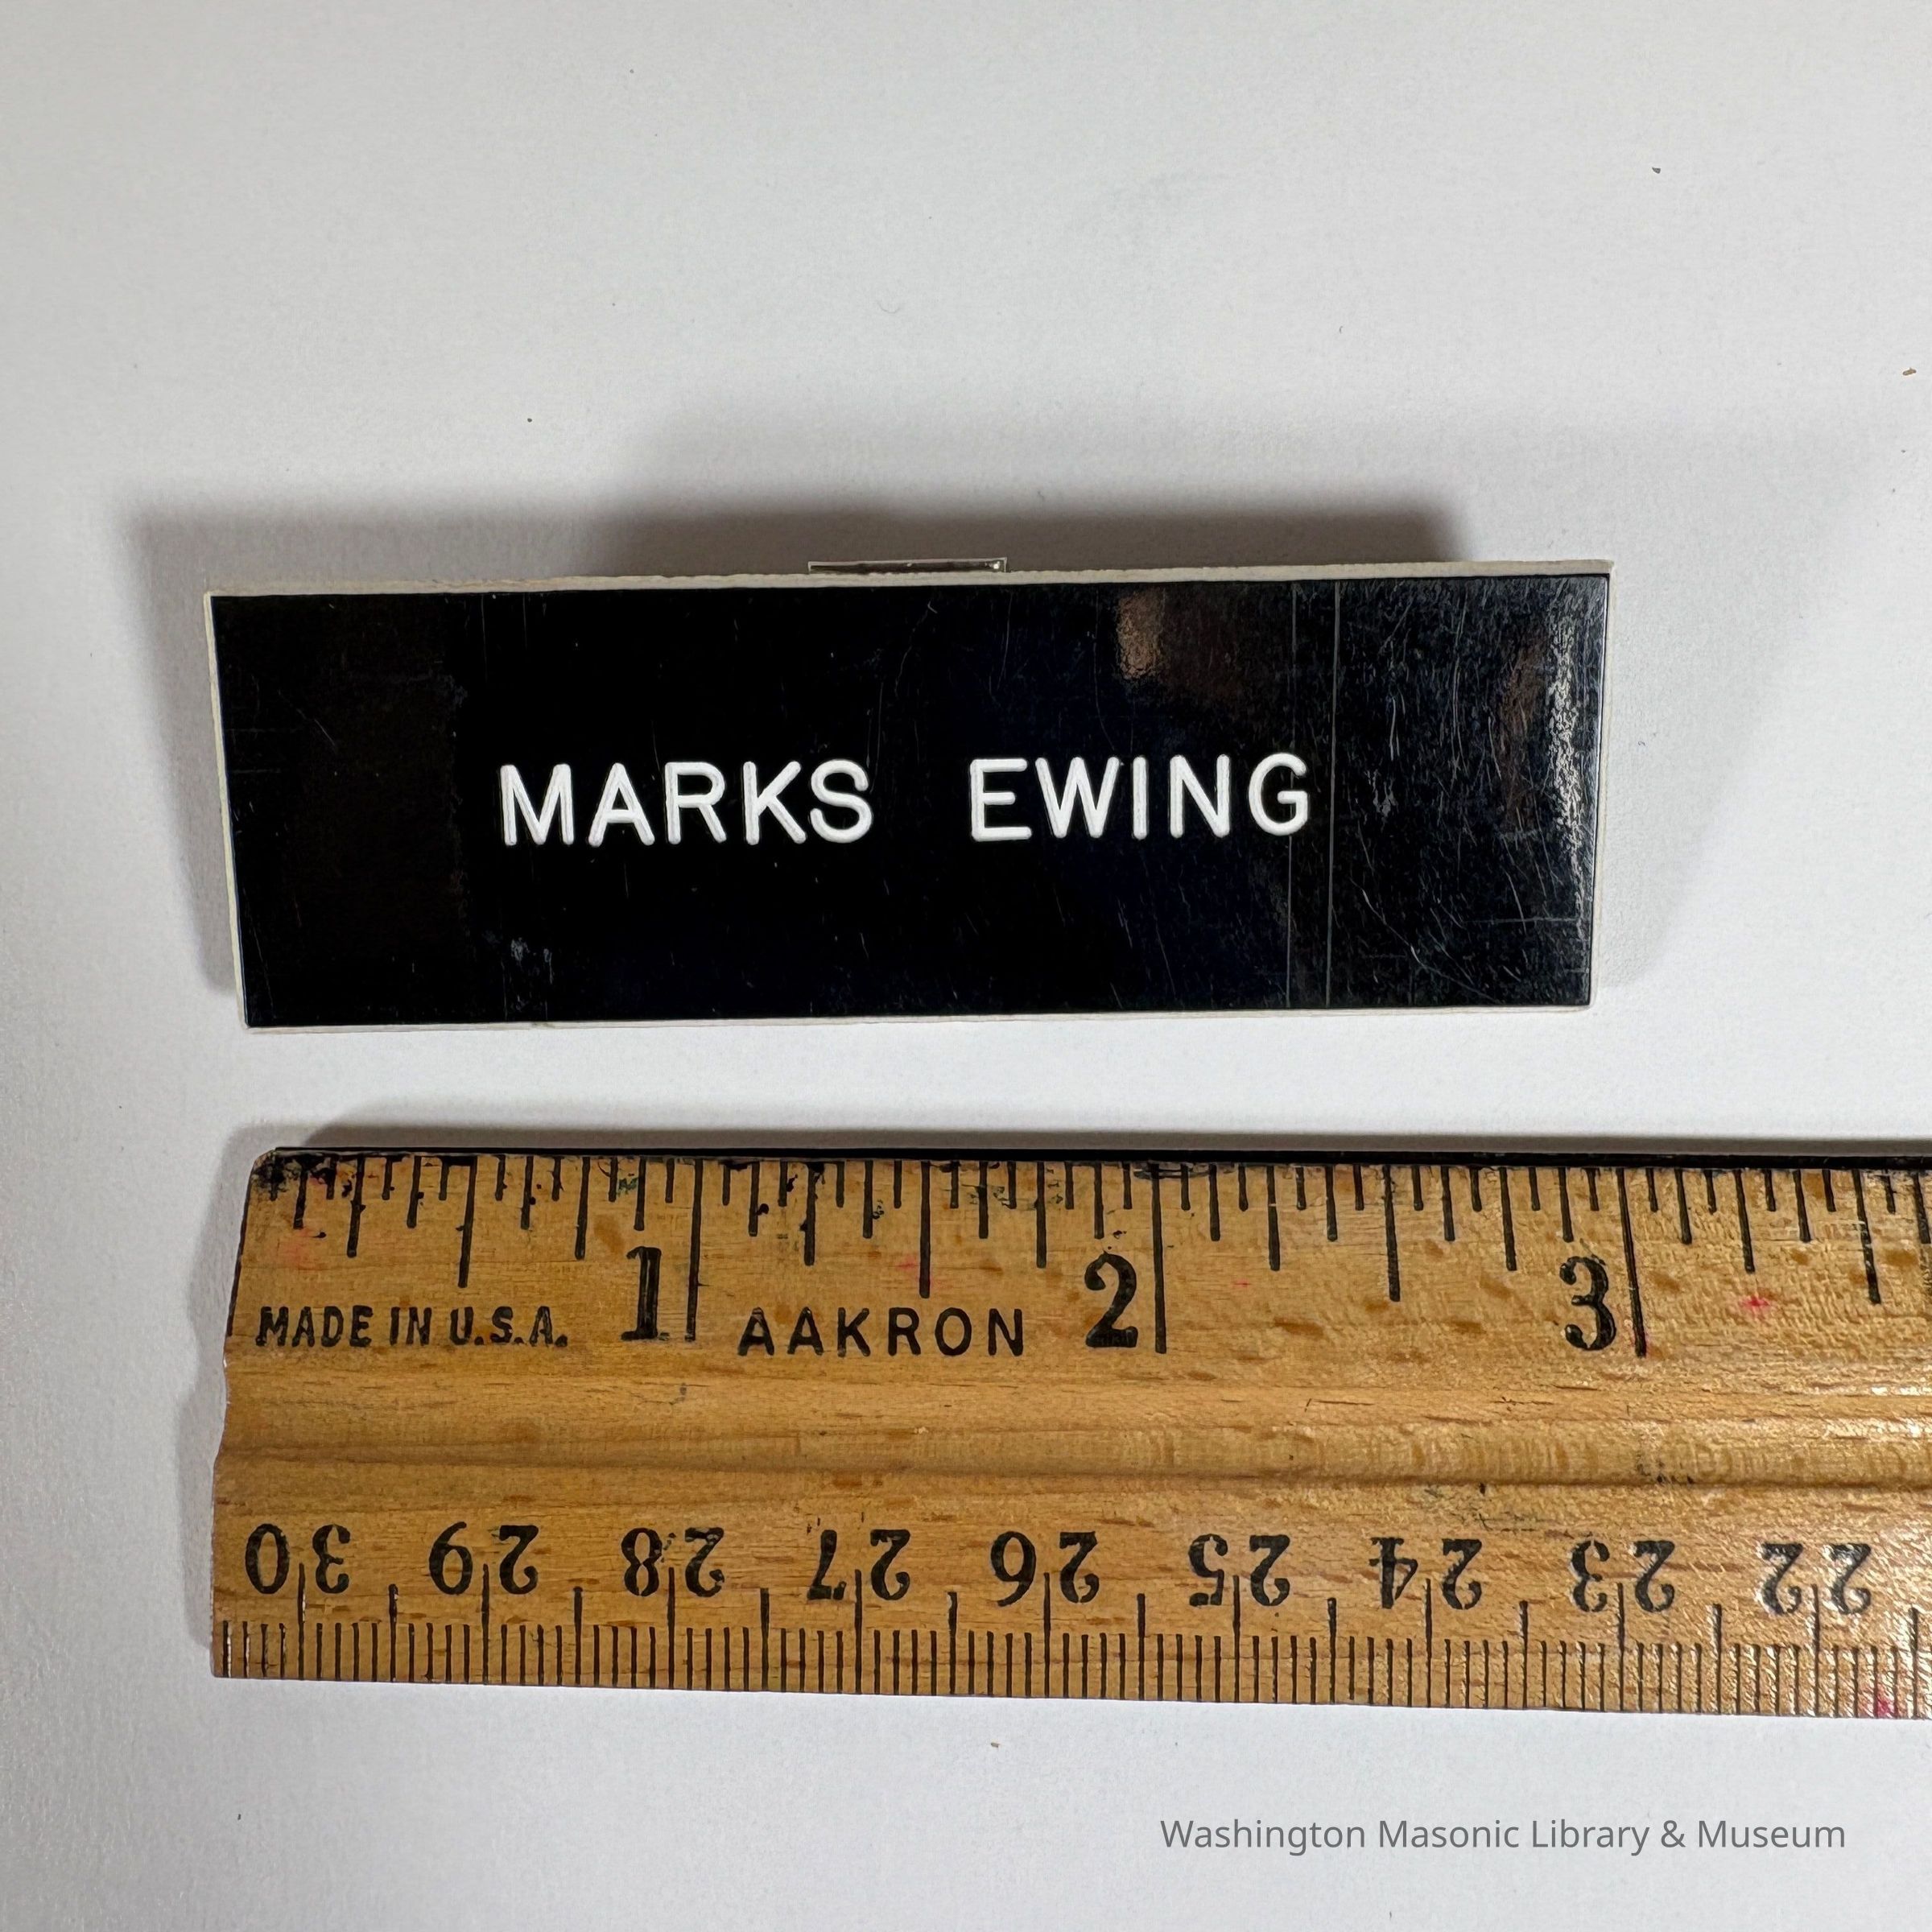 MARKS EWING
1 2 3
MADE IN U.S.A. AAKRON
30 29 28 27 26 25 24 23 22
Washington Masonic Library & Museum